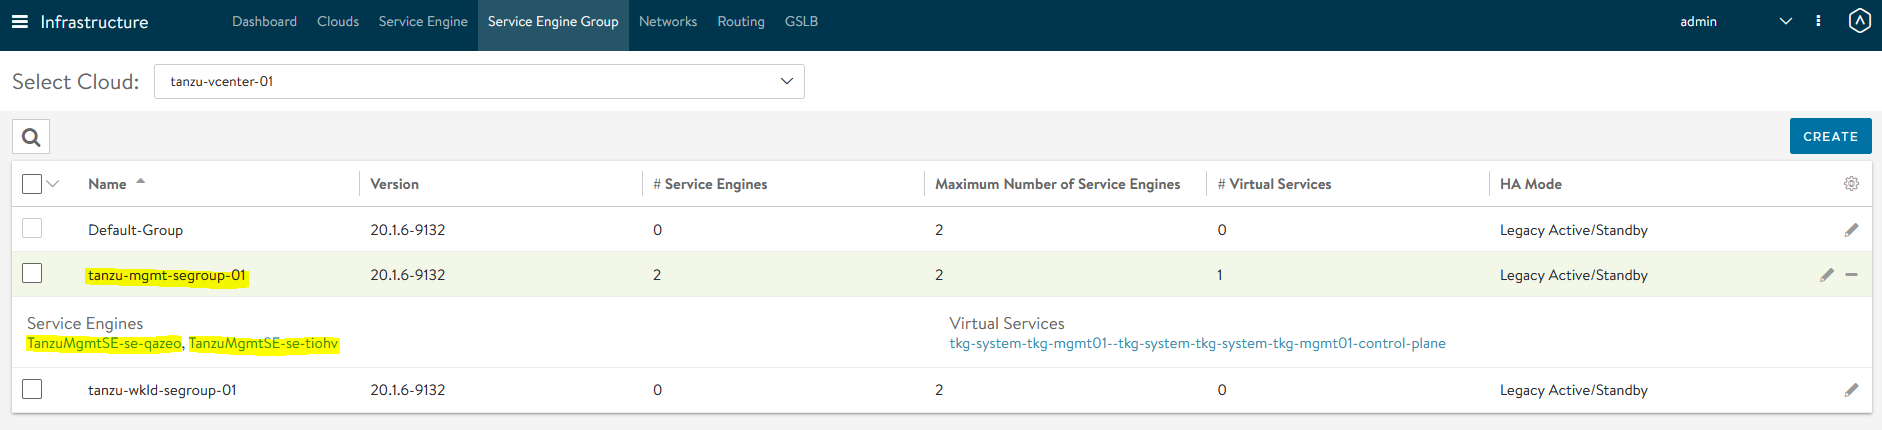 Infrastructure Dashboard Clouds Service Engine Service Engine Group Networks Routing GSLB admin
Select Cloud: tanzu-vcenter-01
CREATE
Name Version # Service Engines Maximum Number of Service Engines # Virtual Services HA Mode
Default-Group 20.1.6-9132 0 2 0 Legacy Active/Standby
tanzu-mgmt-segroup-01 20.1.6-9132 2 2 1 Legacy Active/Standby
Service Engines Virtual Services
TanzuMgmtSE-se-qazeo, TanzuMgmtSE-se-tiohv tkg-system-tkg-mgmt01--tkg-system-tkg-system-tkg-mgmt01-control-plane
tanzu-wkld-segroup-01 20.1.6-9132 0 2 0 Legacy Active/Standby